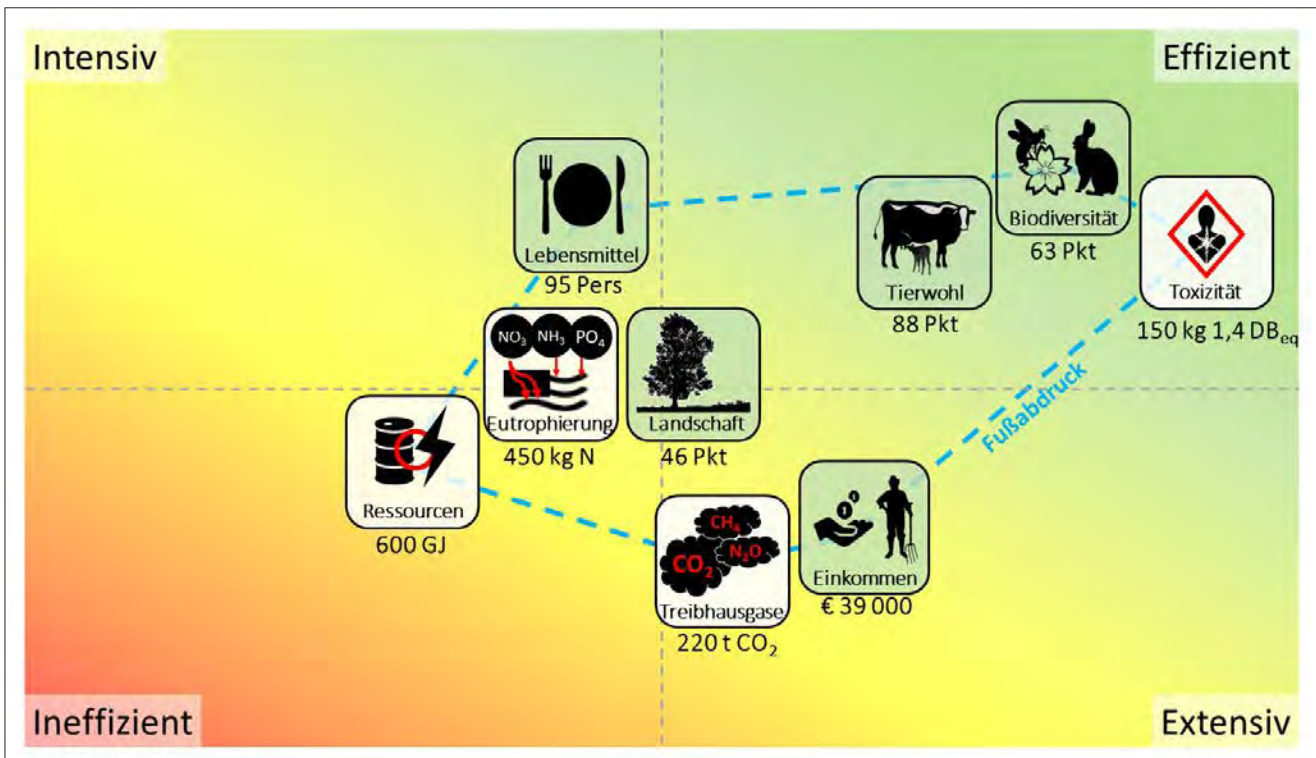 Intensiv
Effizient
Lebensmittel
95 Pers
Biodiversität
63 Pkt
Tierwohl
88 Pkt
Toxizität
150 kg 1,4 DBeq
NO3 NH3 PO4
Eutrophierung
450 kg N
Landschaft
46 Pkt
Fußabdruck
Ressourcen
600 GJ
CH4
CO2 N2O
Treibhausgase
220 t CO2
Einkommen
€ 39 000
Ineffizient
Extensiv